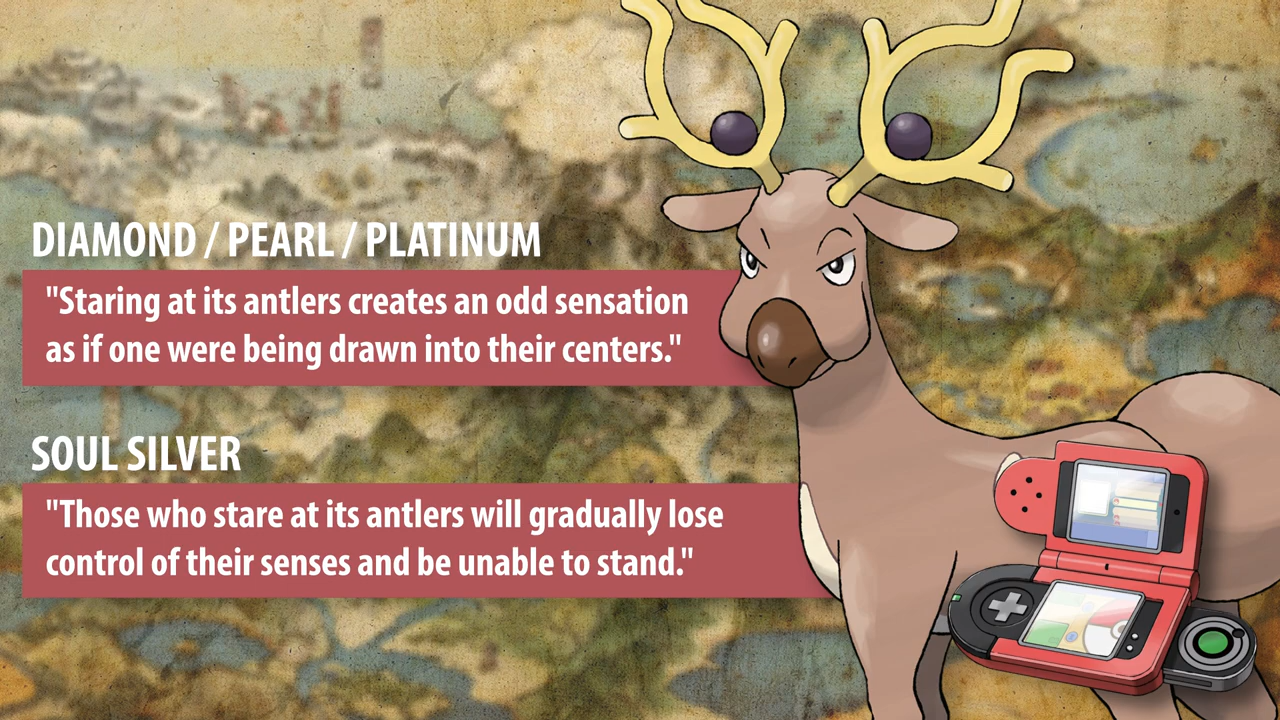 DIAMOND / PEARL / PLATINUM
"Staring at its antlers creates an odd sensation
as if one were being drawn into their centers."
SOUL SILVER
"Those who stare at its antlers will gradually lose
control of their senses and be unable to stand."